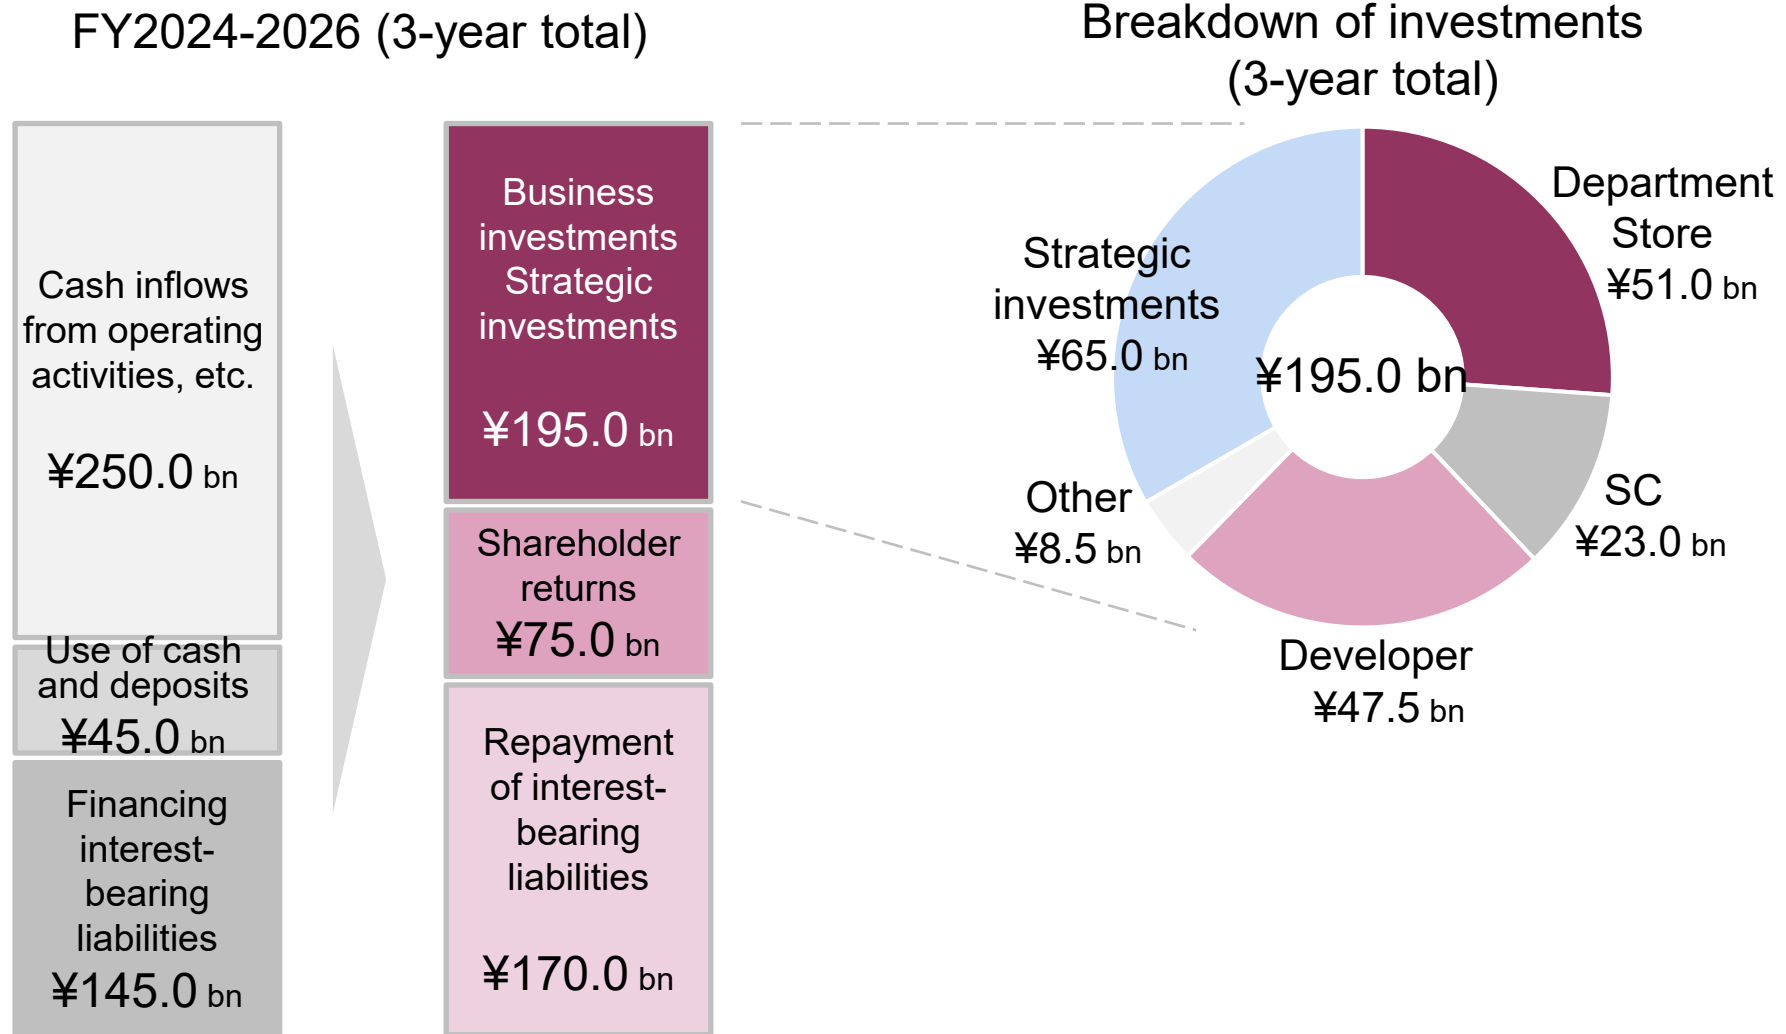 FY2024-2026 (3-year total)
Cash inflows
from operating
activities, etc.
¥250.0 bn
Use of cash
and deposits
¥45.0 bn
Financing
interest-
bearing
liabilities
¥145.0 bn
Business
investments
Strategic
investments
¥195.0 bn
Shareholder
returns
¥75.0 bn
Repayment
of interest-
bearing
liabilities
¥170.0 bn
Breakdown of investments
(3-year total)
Department
Store
¥51.0 bn
SC
¥23.0 bn
Developer
¥47.5 bn
Other
¥8.5 bn
Strategic
investments
¥65.0 bn
¥195.0 bn